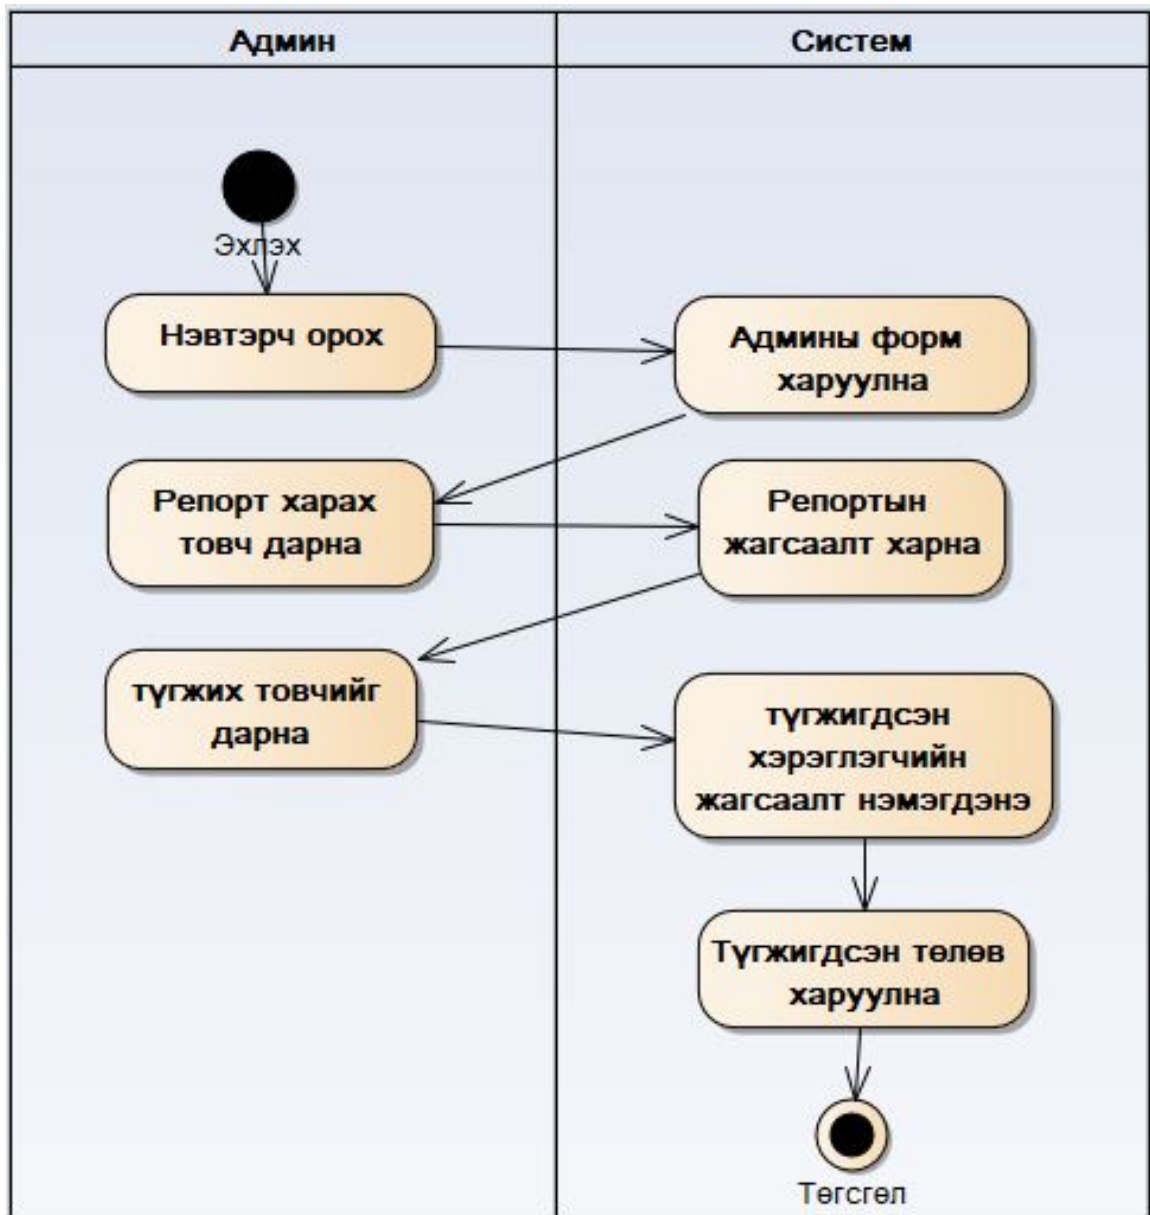 Админ
Систем
Эхлэх
Нэвтэрч орох
Админы форм
харуулна
Репорт харах
товч дарна
Репортын
жагсаалт харна
түгжих товчийг
дарна
түгжигдсэн
хэрэглэгчийн
жагсаалт нэмэгдэнэ
Түгжигдсэн төлөв
харуулна
Төгсгөл